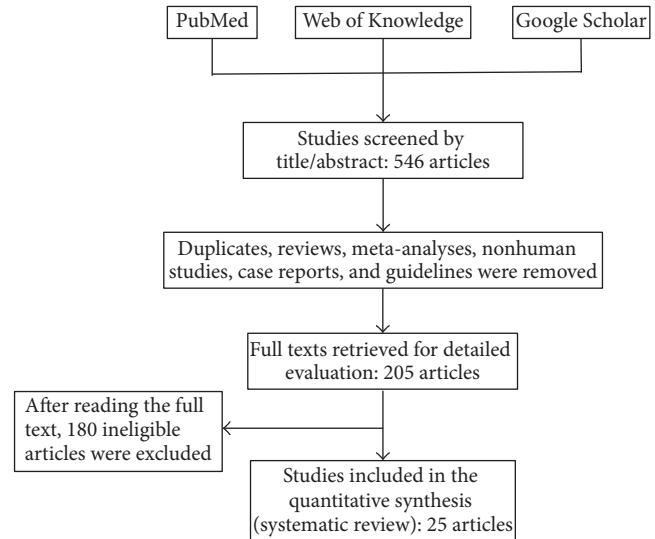 PubMed
Web of Knowledge
Google Scholar
Studies screened by
title/abstract: 546 articles
Duplicates, reviews, meta-analyses, nonhuman
studies, case reports, and guidelines were removed
Full texts retrieved for detailed
evaluation: 205 articles
After reading the full
text, 180 ineligible
articles were excluded
Studies included in the
quantitative synthesis
(systematic review): 25 articles